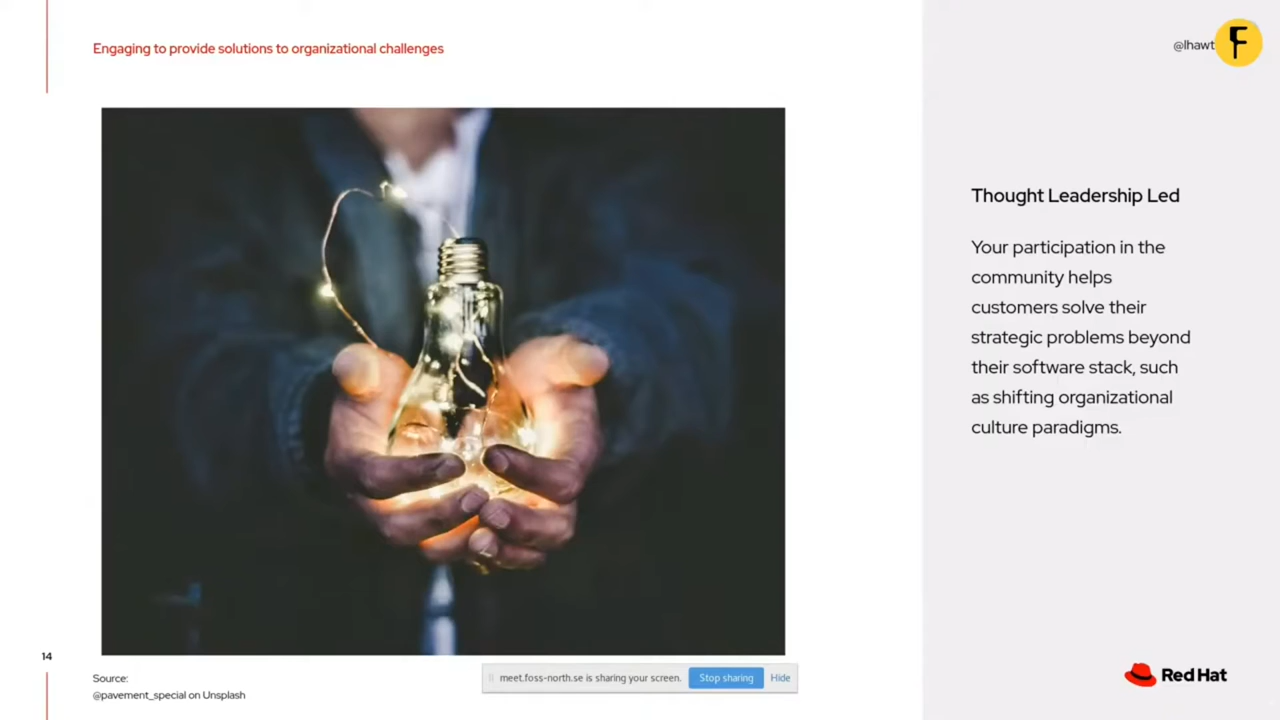 Engaging to provide solutions to organizational challenges
@lhawt
F
Thought Leadership Led
Your participation in the
community helps
customers solve their
strategic problems beyond
their software stack, such
as shifting organizational
culture paradigms.
14
Source:
@pavement_special on Unsplash
meet.foss-north.se is sharing your screen.
Stop sharing
Hide
Red Hat